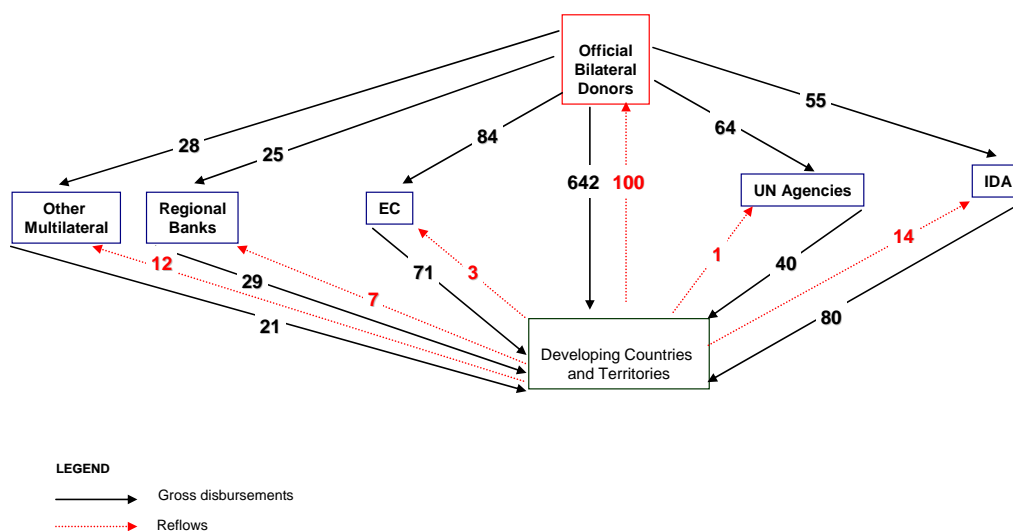 Official
Bilateral
Donors
55
64
84
28
25
642
100
Other
Multilateral
Regional
Banks
EC
UN Agencies
IDA
12
29
7
71
3
1
40
14
21
80
Developing Countries
and Territories
LEGEND
Gross disbursements
Reflows